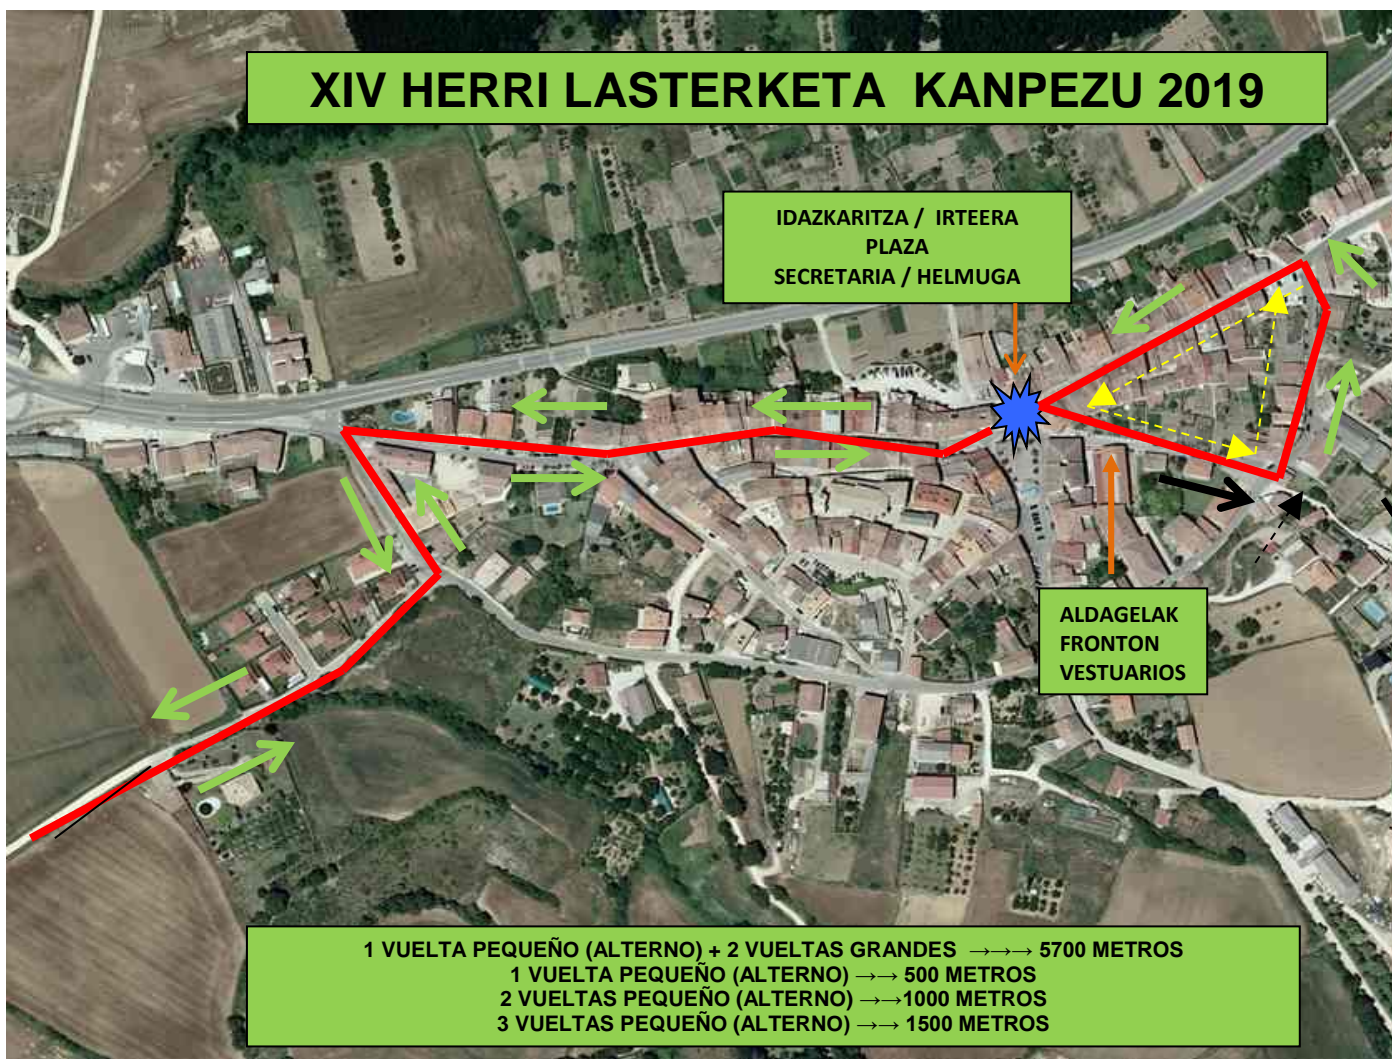 XIV HERRI LASTERKETA KANPEZU 2019
IDAZKARITZA / IRTEERA
PLAZA
SECRETARIA / HELMUGA
ALDAGELAK
FRONTON
VESTUARIOS
1 VUELTA PEQUEÑO (ALTERNO) + 2 VUELTAS GRANDES →→→ 5700 METROS
1 VUELTA PEQUEÑO (ALTERNO) →→ 500 METROS
2 VUELTAS PEQUEÑO (ALTERNO) →→1000 METROS
3 VUELTAS PEQUEÑO (ALTERNO) →→ 1500 METROS